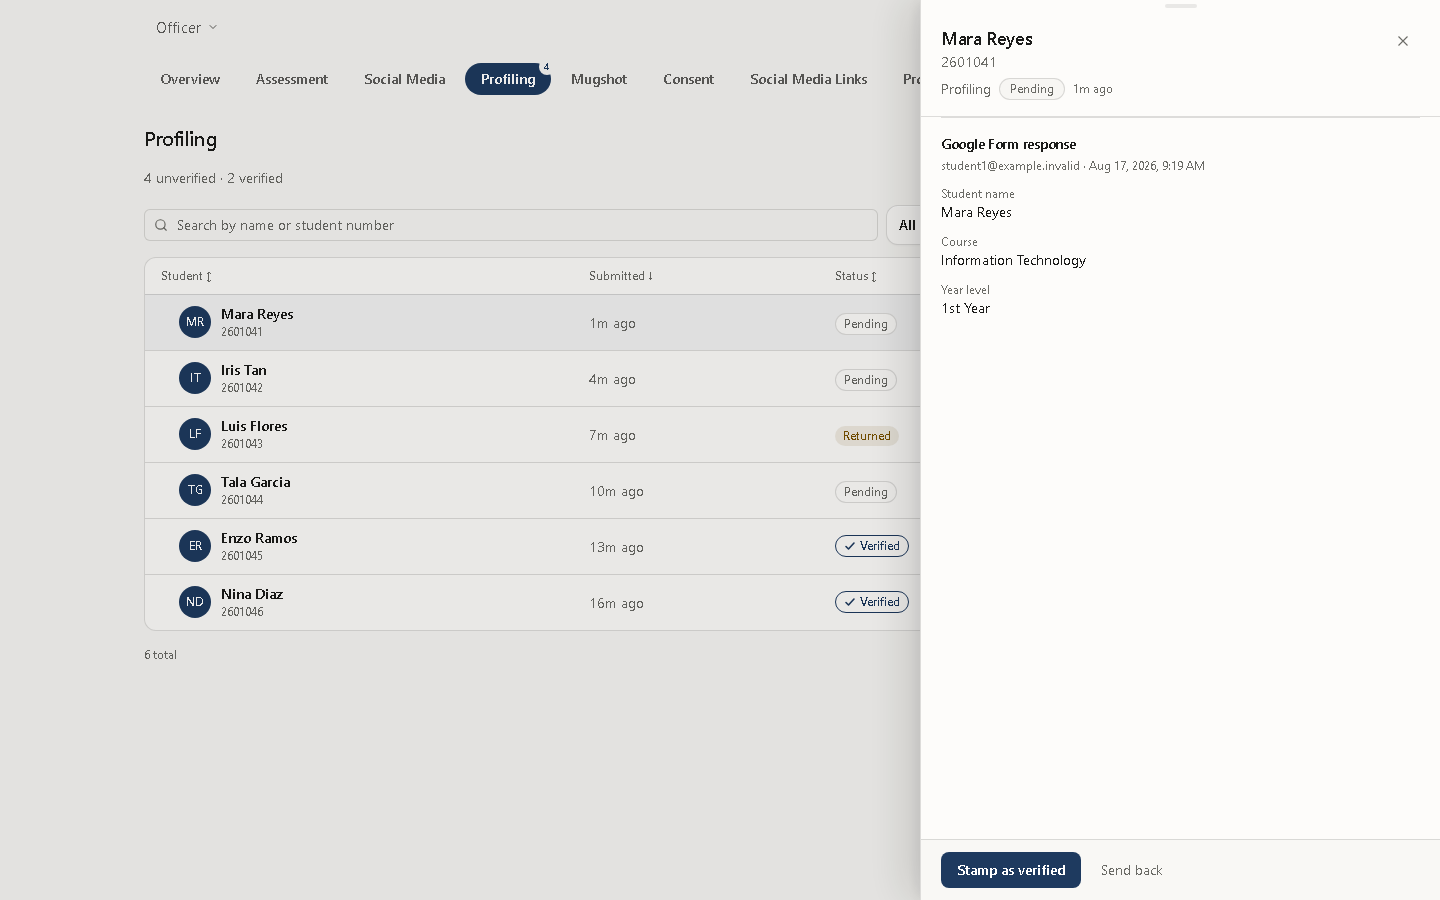 Officer
Overview Assessment Social Media Profiling 4 Mugshot Consent Social Media Links
Profiling
4 unverified · 2 verified
Search by name or student number
All
Student ↕ Submitted ↓ Status ↕
MR Mara Reyes
2601041
1m ago
Pending
IT Iris Tan
2601042
4m ago
Pending
LF Luis Flores
2601043
7m ago
Returned
TG Tala Garcia
2601044
10m ago
Pending
ER Enzo Ramos
2601045
13m ago
Verified
ND Nina Diaz
2601046
16m ago
Verified
6 total
Mara Reyes
2601041
Profiling Pending 1m ago
Google Form response
student1@example.invalid · Aug 17, 2026, 9:19 AM
Student name
Mara Reyes
Course
Information Technology
Year level
1st Year
Stamp as verified Send back